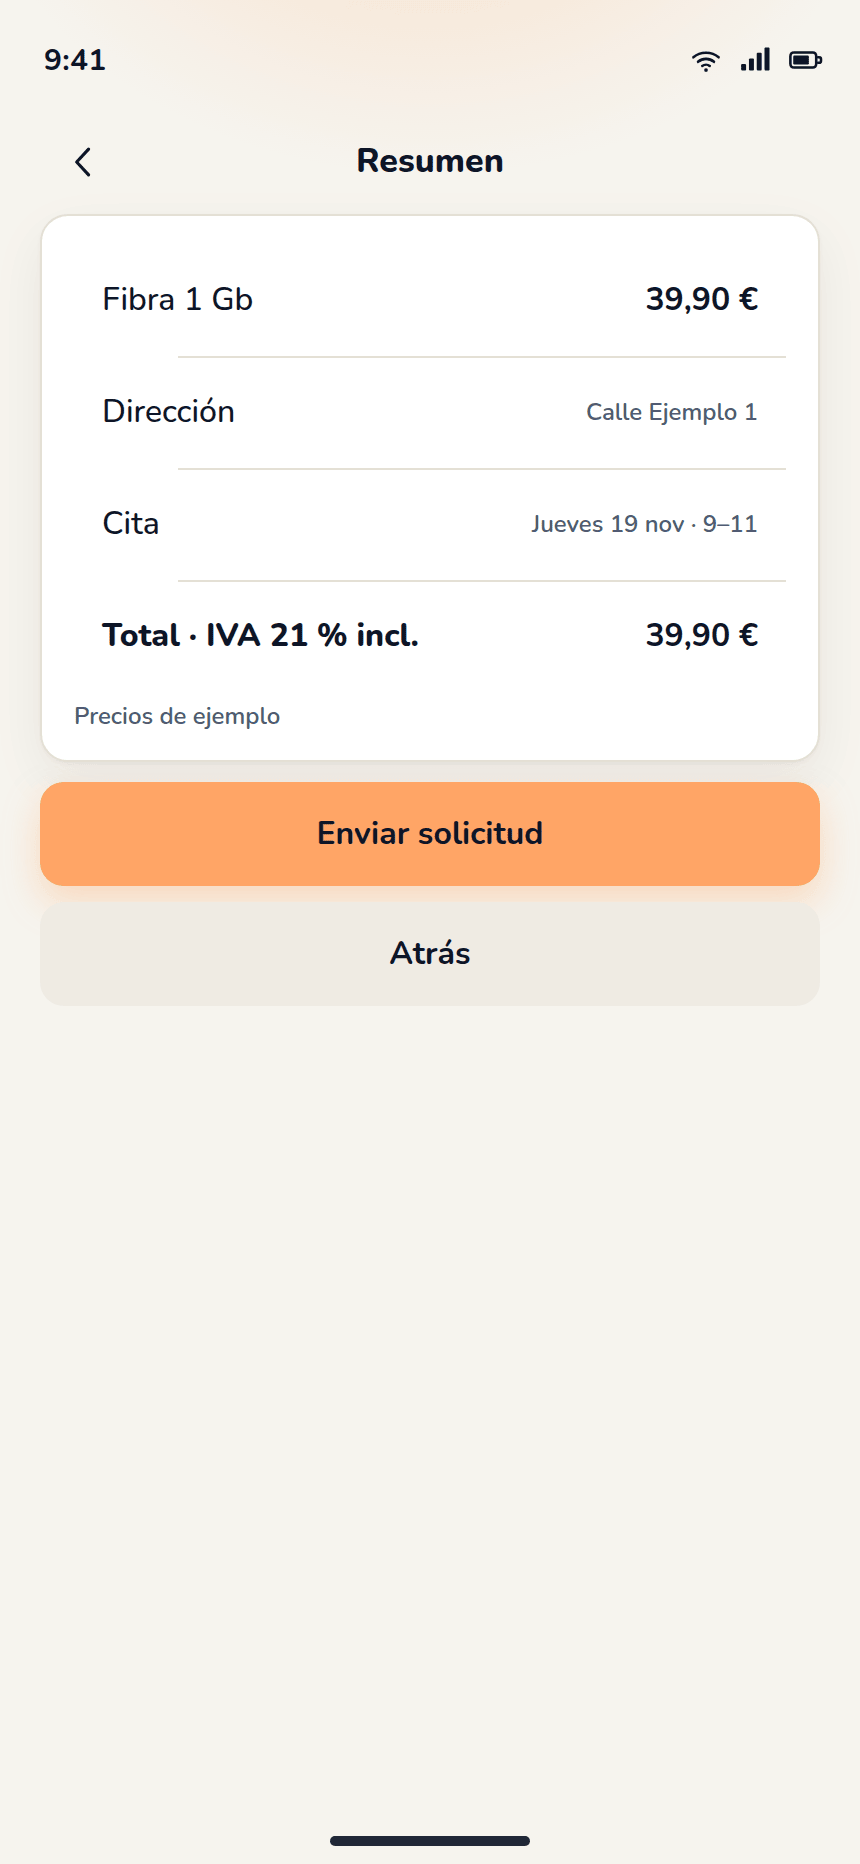 9:41
Resumen
Fibra 1 Gb 39,90 €
Dirección Calle Ejemplo 1
Cita Jueves 19 nov · 9–11
Total · IVA 21 % incl. 39,90 €
Precios de ejemplo
Enviar solicitud
Atrás